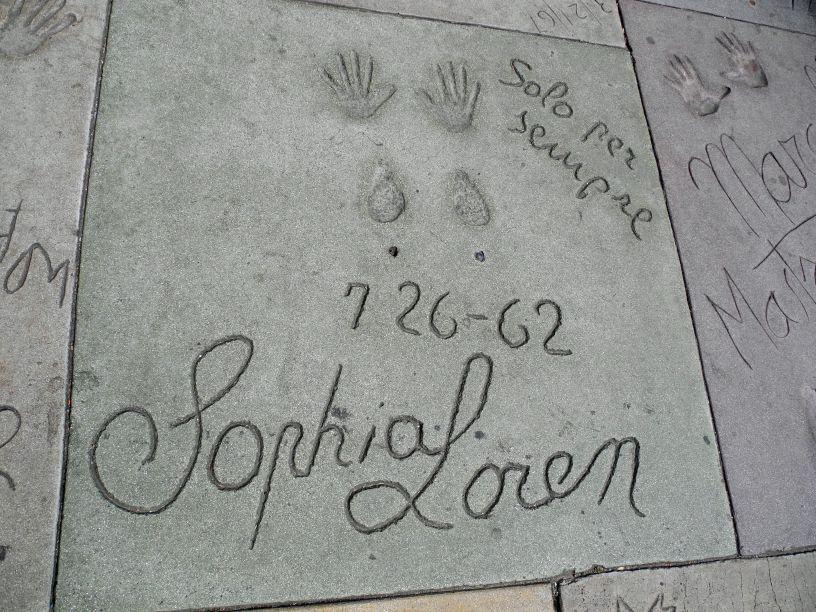 Solo per
sempre
7 26-62
Sophia Loren